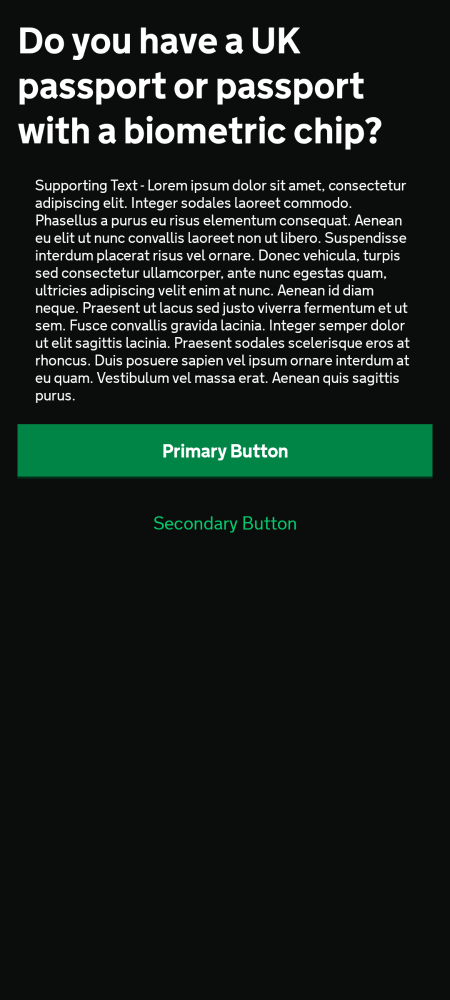 Do you have a UK
passport or passport
with a biometric chip?
Supporting Text - Lorem ipsum dolor sit amet, consectetur
adipiscing elit. Integer sodales laoreet commodo.
Phasellus a purus eu risus elementum consequat. Aenean
eu elit ut nunc convallis laoreet non ut libero. Suspendisse
interdum placerat risus vel ornare. Donec vehicula, turpis
sed consectetur ullamcorper, ante nunc egestas quam,
ultricies adipiscing velit enim at nunc. Aenean id diam
neque. Praesent ut lacus sed justo viverra fermentum et ut
sem. Fusce convallis gravida lacinia. Integer semper dolor
ut elit sagittis lacinia. Praesent sodales scelerisque eros at
rhoncus. Duis posuere sapien vel ipsum ornare interdum at
eu quam. Vestibulum vel massa erat. Aenean quis sagittis
purus.
Primary Button
Secondary Button